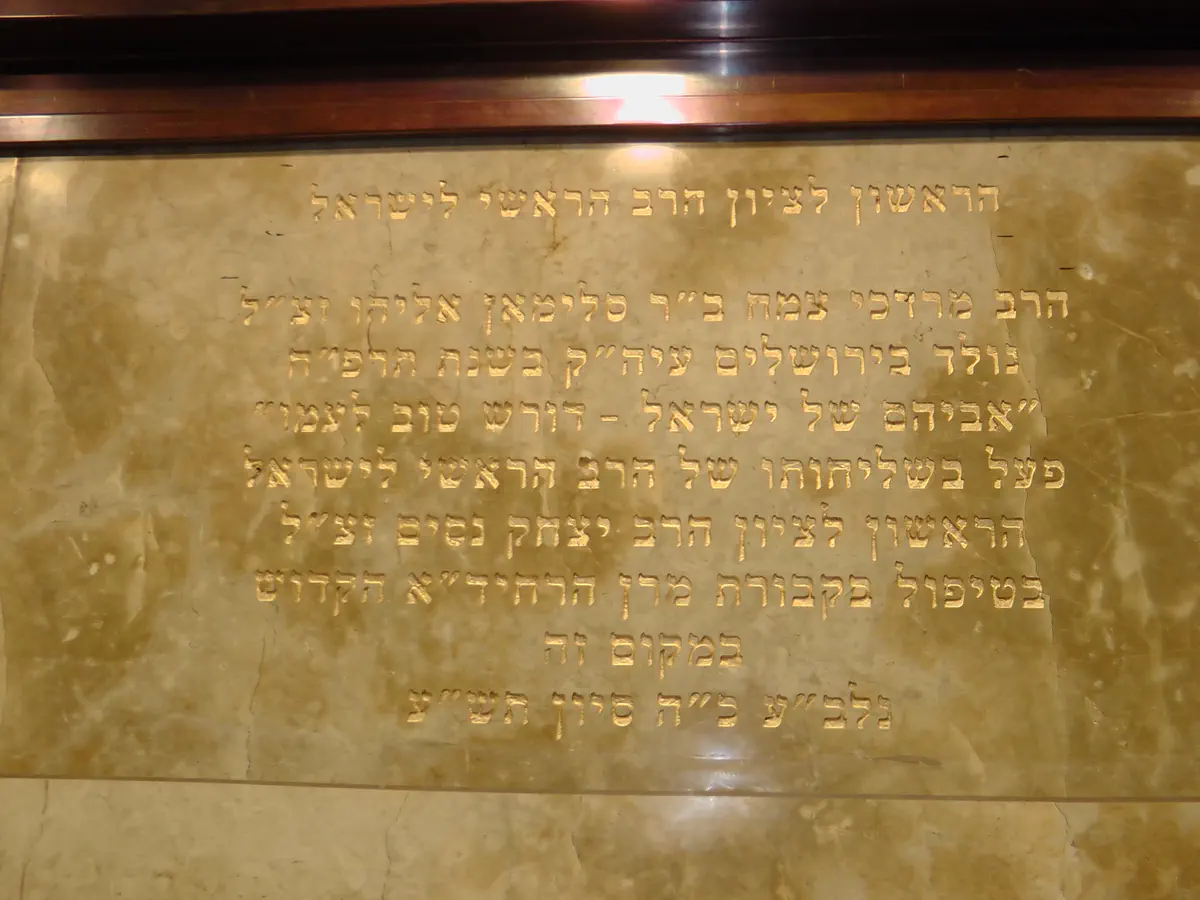 הראשון לציון הרב הראשי לישראל
הרב מרדכי צמח ב״ר סלימאן אליהו זצ״ל
נולד בירושלים עיה״ק בשנת תרפ״ח
״אביהם של ישראל - דורש טוב לעמו״
פעל בשליחותו של הרב הראשי לישראל
הראשון לציון הרב יצחק נסים זצ״ל
בטיפול בקבורת מרן הרחיד״א הקדוש
במקום זה
נלב״ע כ״ה סיון תש״ע